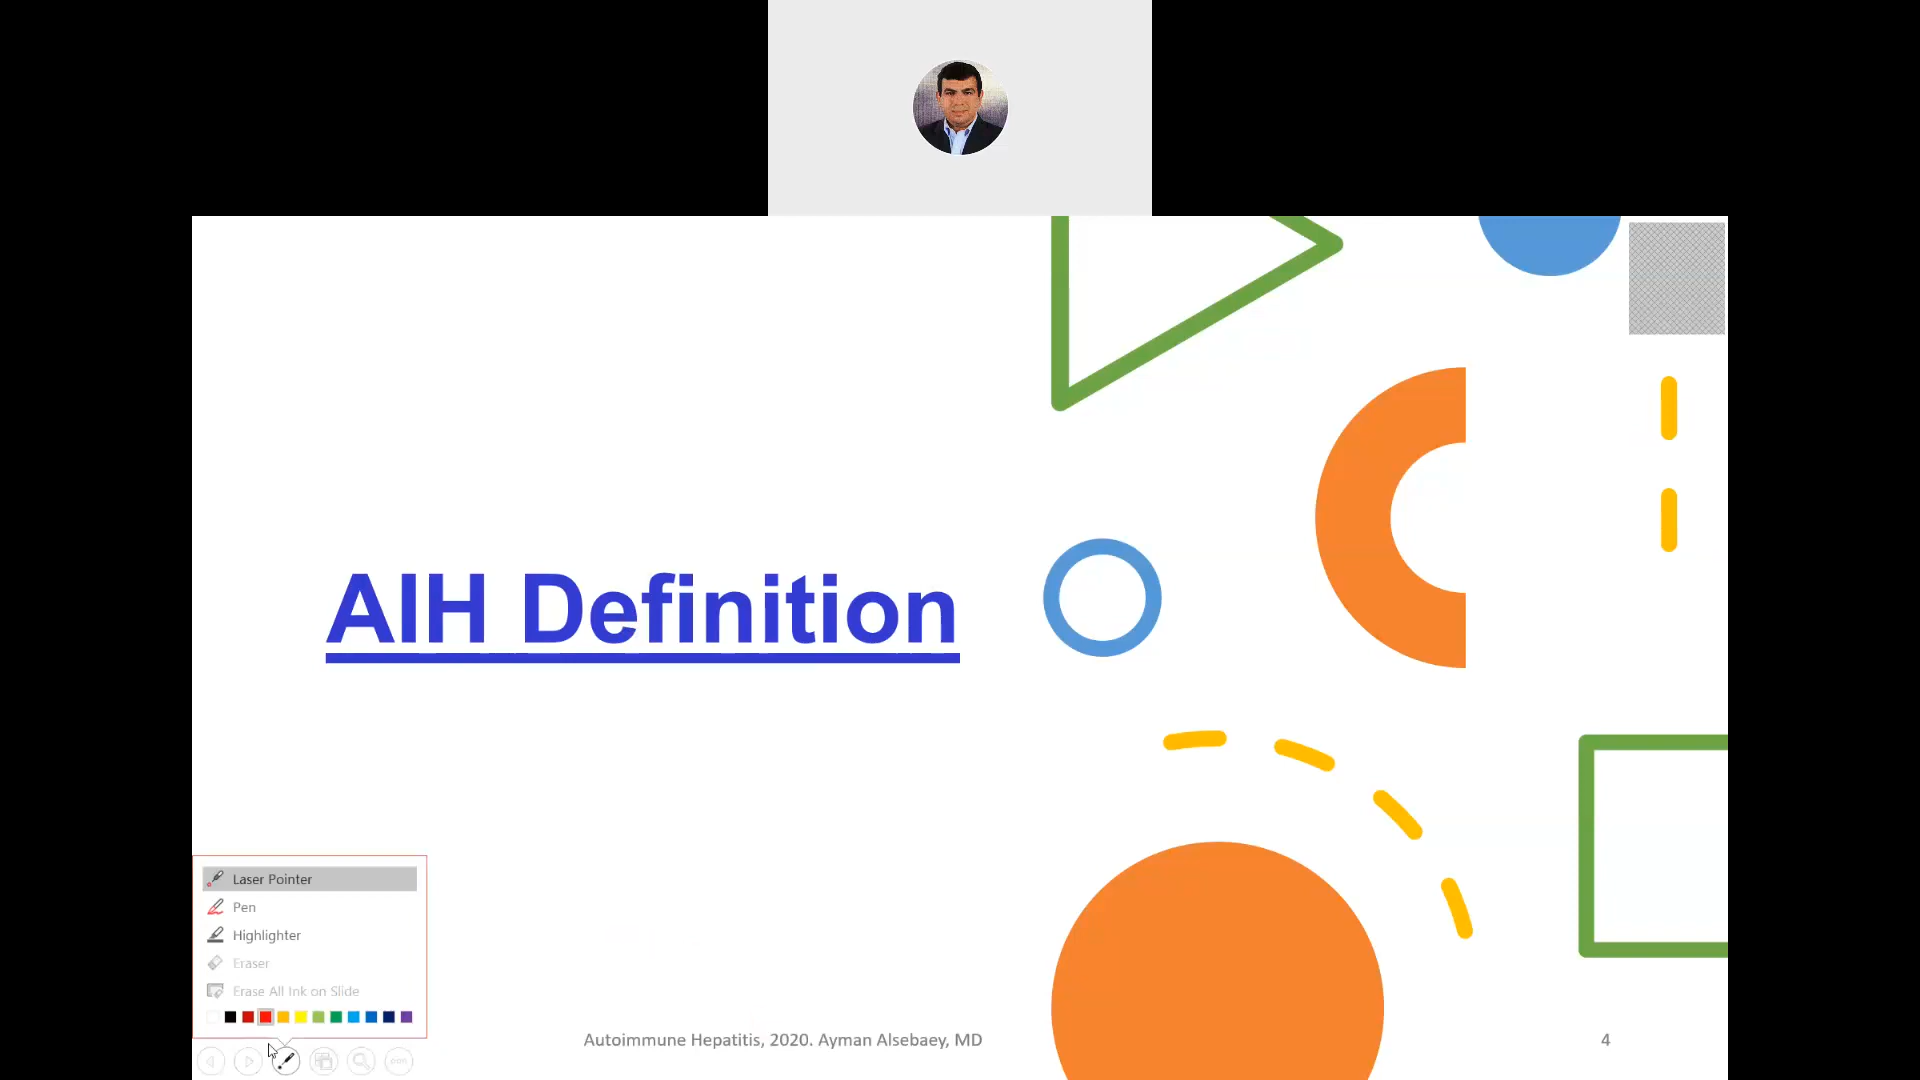 AIH Definition
Laser Pointer
Pen
Highlighter
Eraser
Erase All Ink on Slide
Autoimmune Hepatitis, 2020. Ayman Alsebaey, MD
4